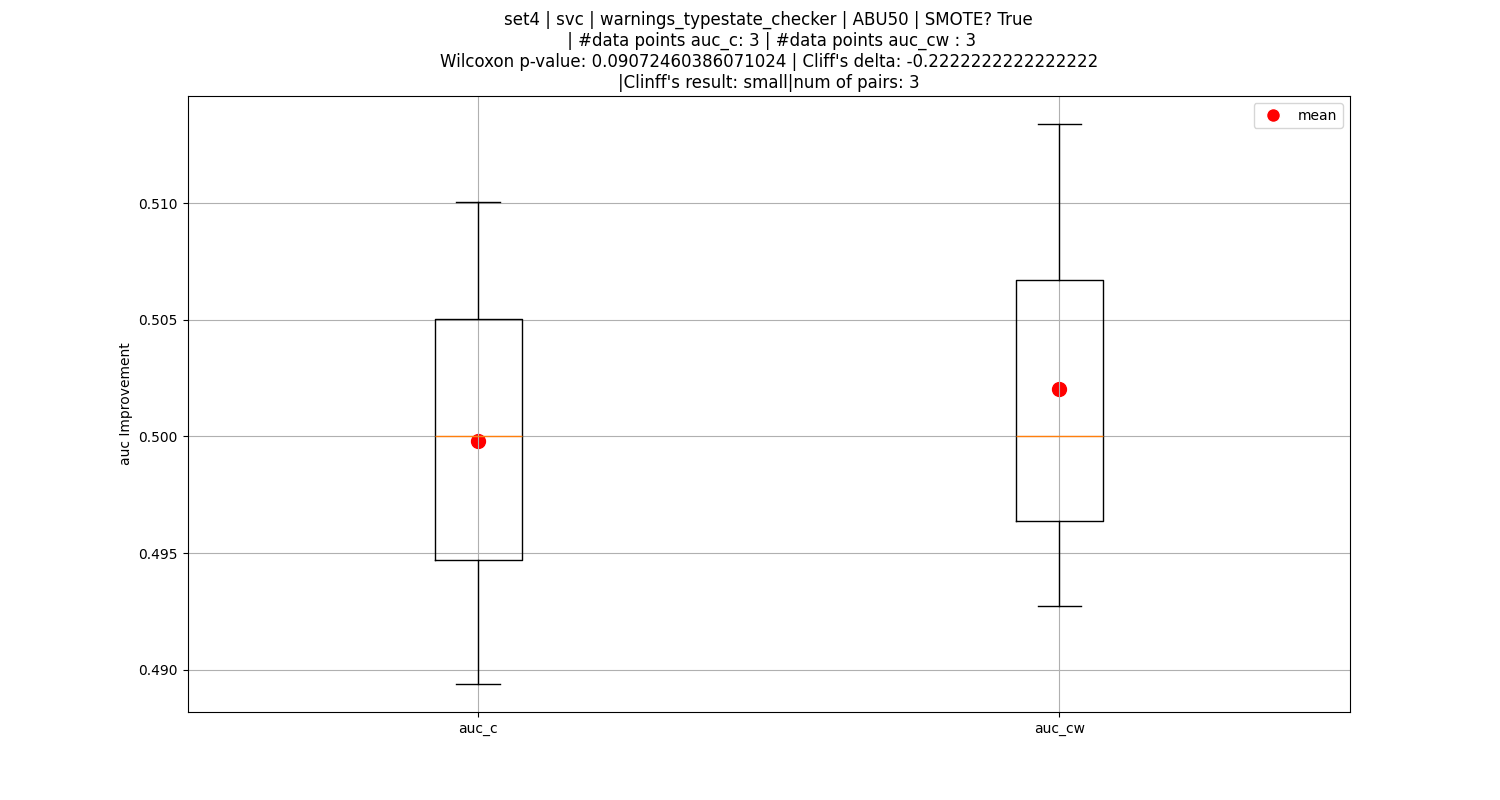 set4 | svc | warnings_typestate_checker | ABU50 | SMOTE? True
| #data points auc_c: 3 | #data points auc_cw : 3
Wilcoxon p-value: 0.09072460386071024 | Cliff's delta: -0.2222222222222222
|Clinff's result: small|num of pairs: 3
mean
0.510
0.505
0.500
0.495
0.490
auc Improvement
auc_c
auc_cw